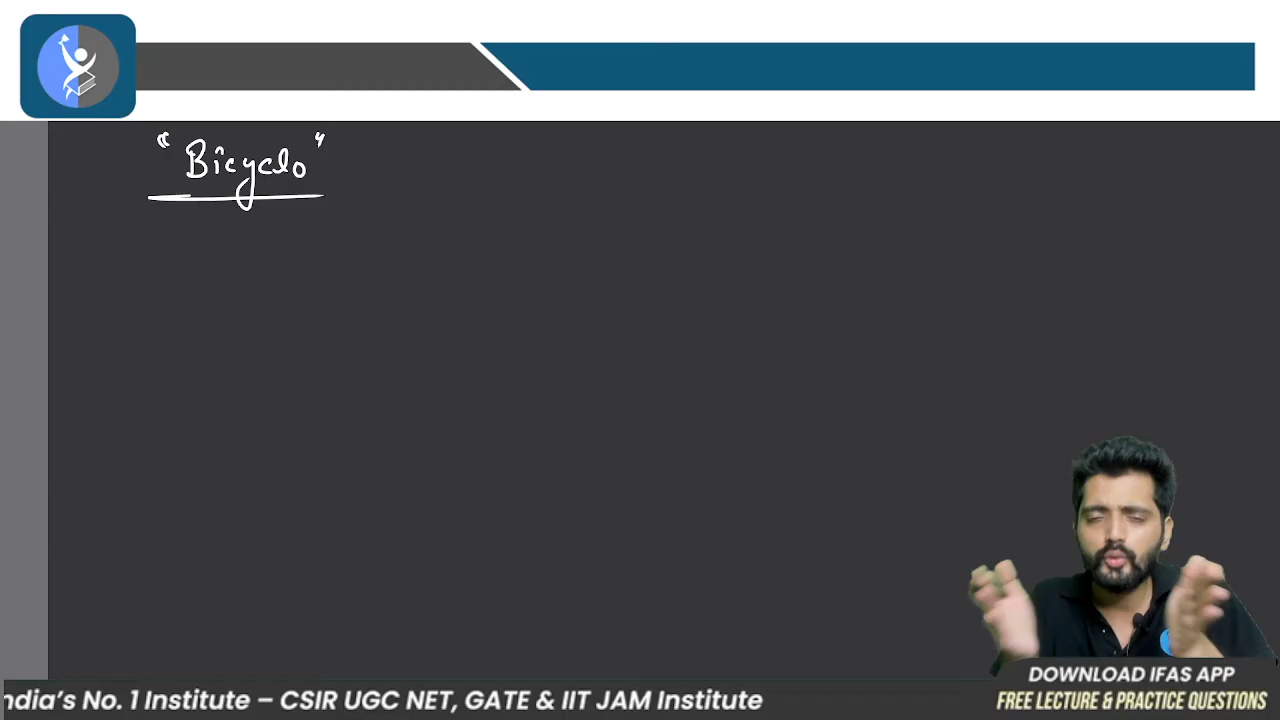 "Bicyclo"
DOWNLOAD IFAS APP
ndia's No. 1 Institute – CSIR UGC NET, GATE & IIT JAM Institute
FREE LECTURE & PRACTICE QUESTIONS